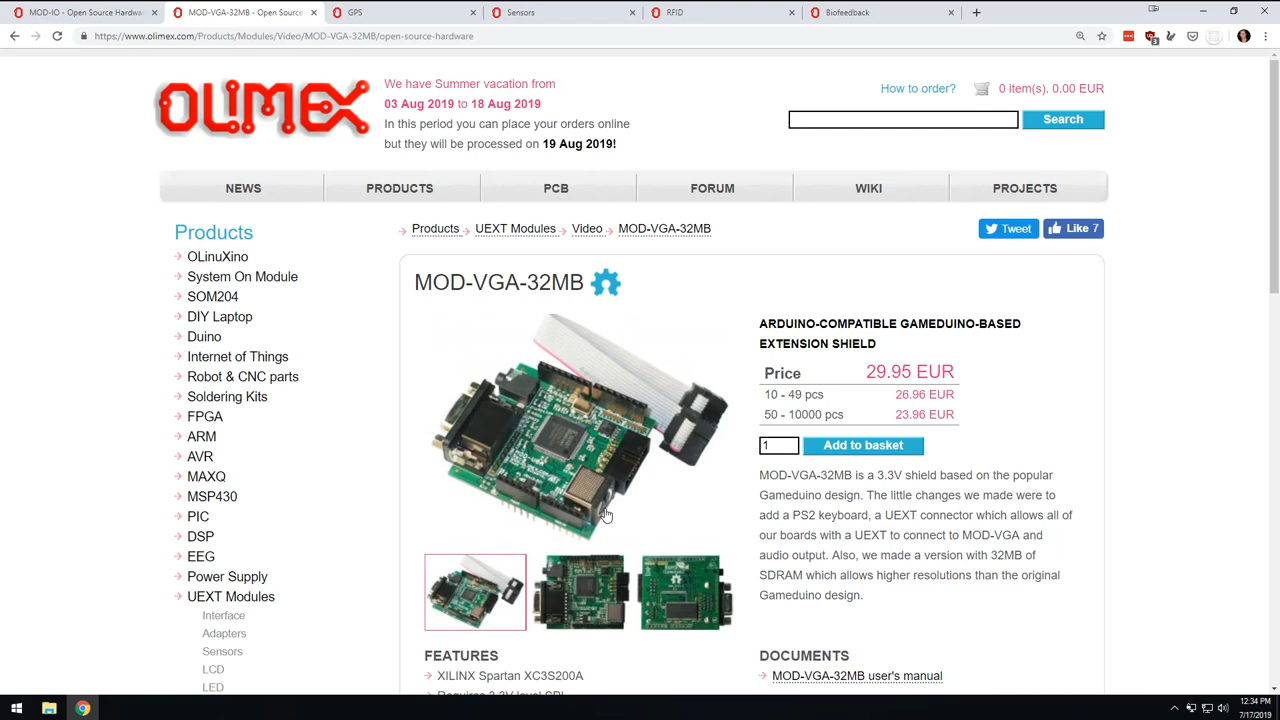 MOD-IO - Open Source Hardwar
MOD-VGA-32MB - Open Source
GPS
Sensors
RFID
Biofeedback
https://www.olimex.com/Products/Modules/Video/MOD-VGA-32MB/open-source-hardware
OLIMEX
We have Summer vacation from
03 Aug 2019 to 18 Aug 2019
In this period you can place your orders online
but they will be processed on 19 Aug 2019!
How to order?
0 item(s). 0.00 EUR
Search
NEWS
PRODUCTS
PCB
FORUM
WIKI
PROJECTS
Products
OLinuXino
System On Module
SOM204
DIY Laptop
Duino
Internet of Things
Robot & CNC parts
Soldering Kits
FPGA
ARM
AVR
MAXQ
MSP430
PIC
DSP
EEG
Power Supply
UEXT Modules
Interface
Adapters
Sensors
LCD
LED
Products
UEXT Modules
Video
MOD-VGA-32MB
Tweet
Like 7
MOD-VGA-32MB
ARDUINO-COMPATIBLE GAMEDUINO-BASED
EXTENSION SHIELD
Price 29.95 EUR
10 - 49 pcs 26.96 EUR
50 - 10000 pcs 23.96 EUR
1
Add to basket
MOD-VGA-32MB is a 3.3V shield based on the popular
Gameduino design. The little changes we made were to
add a PS2 keyboard, a UEXT connector which allows all of
our boards with a UEXT to connect to MOD-VGA and
audio output. Also, we made a version with 32MB of
SDRAM which allows higher resolutions than the original
Gameduino design.
FEATURES
XILINX Spartan XC3S200A
Requires 3.3V level SPI
DOCUMENTS
MOD-VGA-32MB user's manual
12:34 PM
7/17/2019